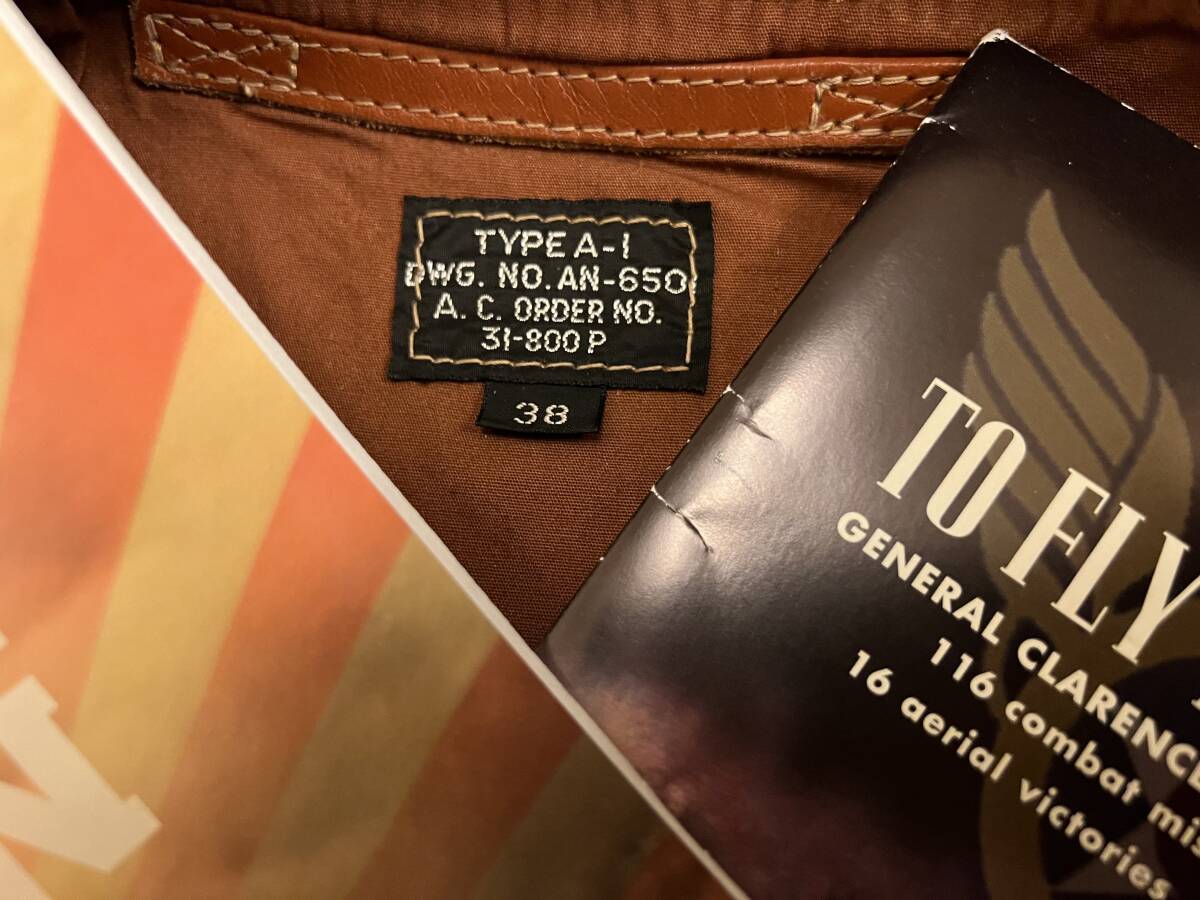 TYPE A-1
DWG. NO. AN-650
A. C. ORDER NO.
31-800 P
38
TO FLY
GENERAL CLARENCE
116 combat
16 aerial victories